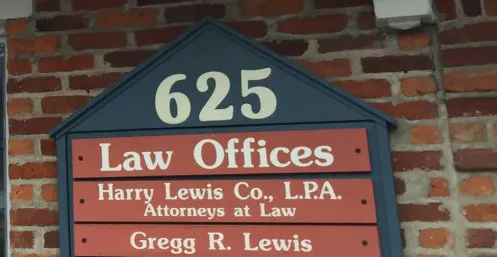 625
Law Offices
Harry Lewis Co., L.P.A.
Attorneys at Law
Gregg R. Lewis